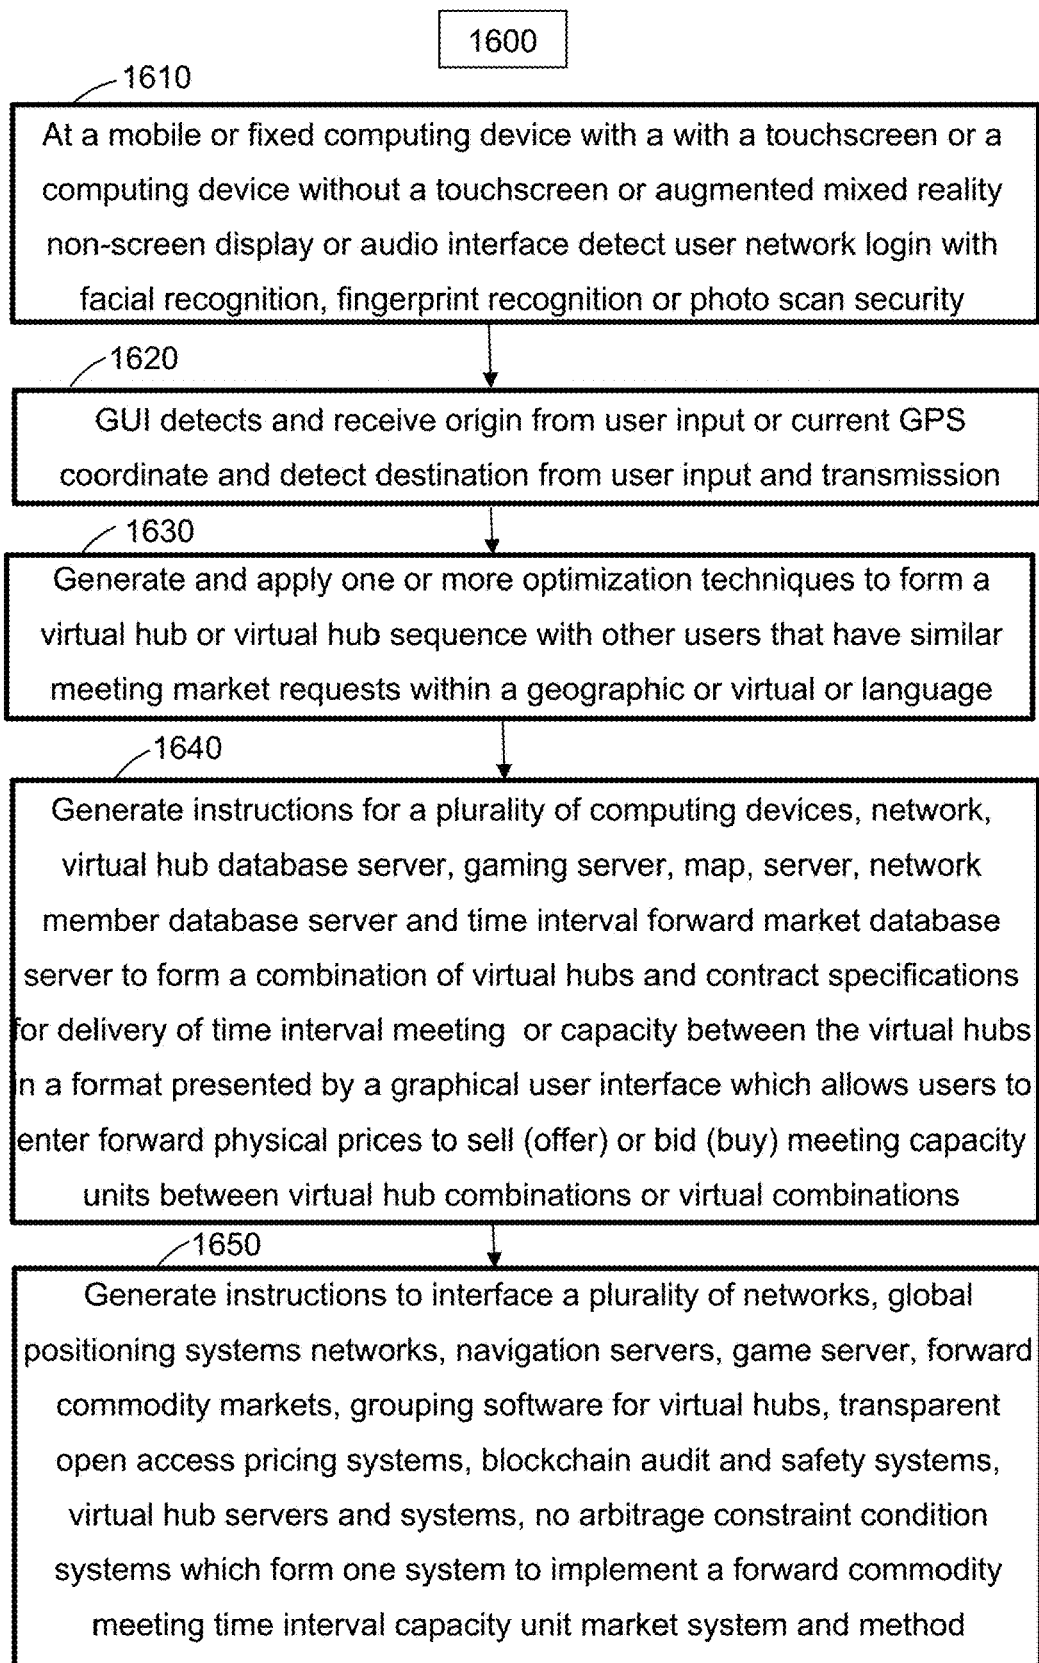 1600
1610
At a mobile or fixed computing device with a with a touchscreen or a
computing device without a touchscreen or augmented mixed reality
non-screen display or audio interface detect user network login with
facial recognition, fingerprint recognition or photo scan security
1620
GUI detects and receive origin from user input or current GPS
coordinate and detect destination from user input and transmission
1630
Generate and apply one or more optimization techniques to form a
virtual hub or virtual hub sequence with other users that have similar
meeting market requests within a geographic or virtual or language
1640
Generate instructions for a plurality of computing devices, network,
virtual hub database server, gaming server, map, server, network
member database server and time interval forward market database
server to form a combination of virtual hubs and contract specifications
for delivery of time interval meeting or capacity between the virtual hubs
in a format presented by a graphical user interface which allows users to
enter forward physical prices to sell (offer) or bid (buy) meeting capacity
units between virtual hub combinations or virtual combinations
1650
Generate instructions to interface a plurality of networks, global
positioning systems networks, navigation servers, game server, forward
commodity markets, grouping software for virtual hubs, transparent
open access pricing systems, blockchain audit and safety systems,
virtual hub servers and systems, no arbitrage constraint condition
systems which form one system to implement a forward commodity
meeting time interval capacity unit market system and method